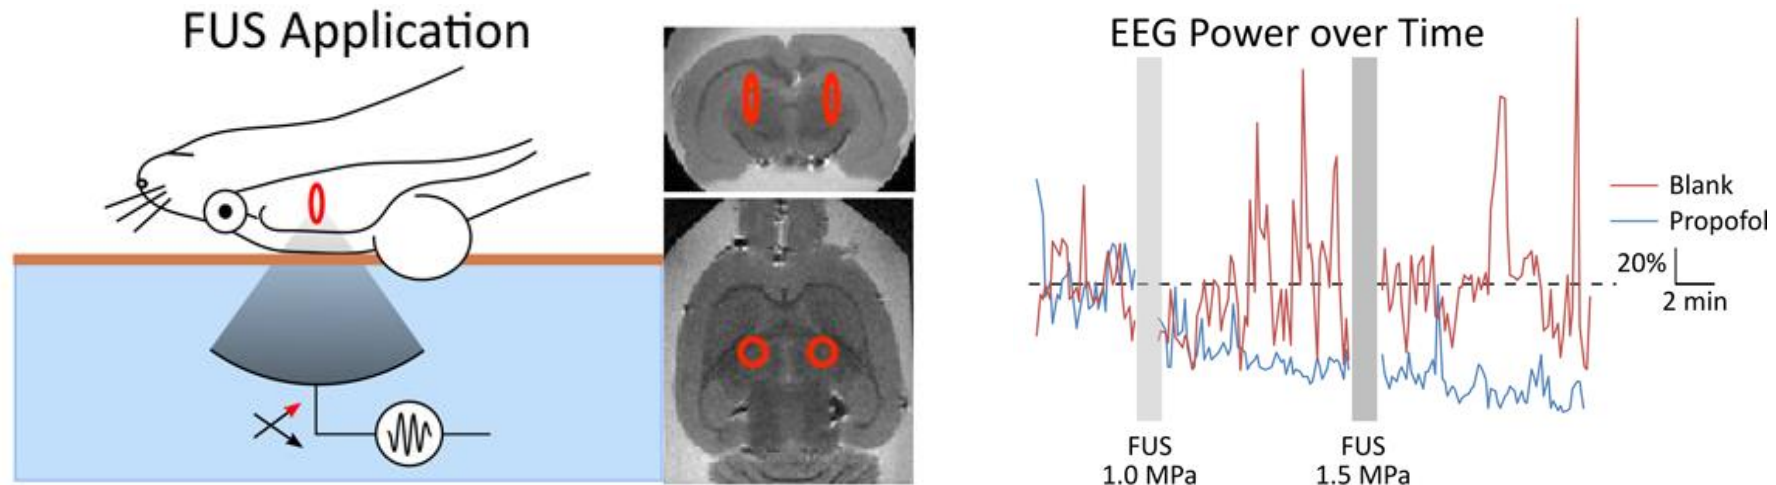 FUS Application
EEG Power over Time
Blank
Propofol
20%
2 min
FUS
1.0 MPa
FUS
1.5 MPa